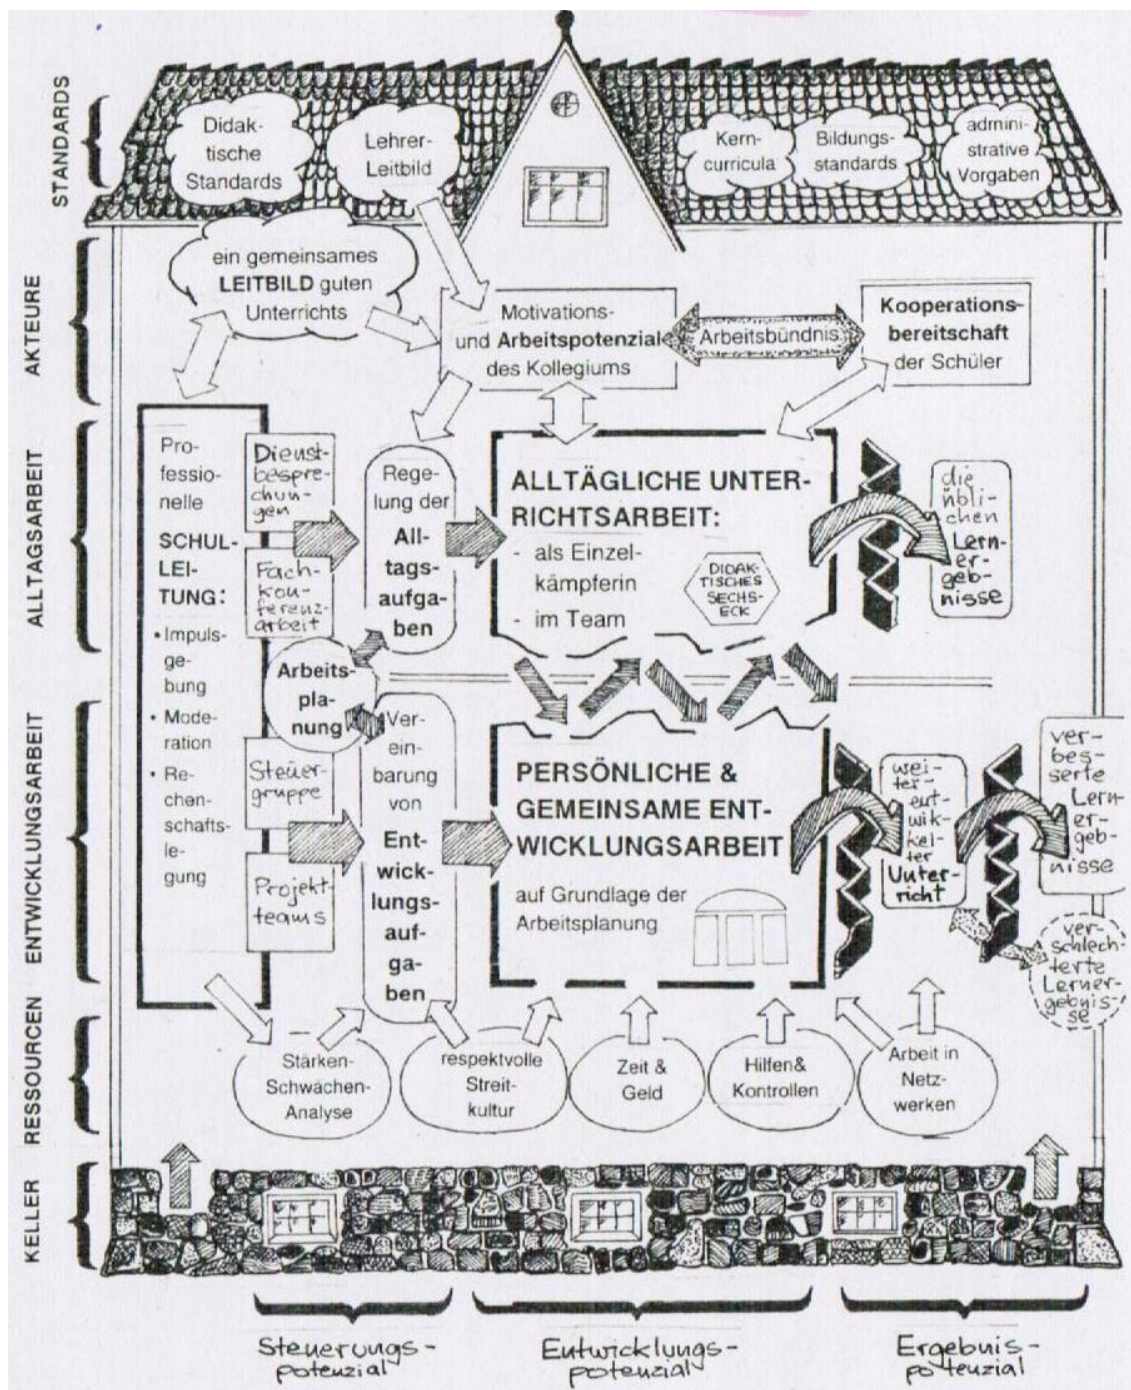 STANDARDS
Didak-
tische
Standards
Lehrer-
Leitbild
Kern-
curricula
Bildungs-
standards
admini-
strative
Vorgaben
AKTEURE
ein gemeinsames
LEITBILD guten
Unterrichts
Motivations-
und Arbeitspotenzial
des Kollegiums
Arbeitsbündnis
Kooperations-
bereitschaft
der Schüler
ALLTAGSARBEIT
Pro-
fessio-
nelle
SCHUL-
LEI-
TUNG:
• Impuls-
ge-
bung
• Mode-
ration
• Re-
chen-
schafts-
le-
gung
Dienst-
bespre-
chun-
gen
Fach-
kon-
ferenz-
arbeit
Arbeits-
pla-
nung
Steuer-
gruppe
Projekt-
teams
Rege-
lung der
All-
tags-
aufga-
ben
ALLTÄGLICHE UNTER-
RICHTSARBEIT:
- als Einzel-
kämpferin
- im Team
DIDAK-
TISCHES
SECHS-
ECK
die
übli-
chen
Lern-
er-
geb-
nisse
ENTWICKLUNGSARBEIT
Ver-
ein-
barung
von
Ent-
wick-
lungs-
auf-
ga-
ben
PERSÖNLICHE &
GEMEINSAME ENT-
WICKLUNGSARBEIT
auf Grundlage der
Arbeitsplanung
wei-
ter-
ent-
wik-
kel-
ter
Unter-
richt
ver-
bes-
serte
Lern-
er-
geb-
nisse
ver-
schlech-
terte
Lerner-
gebnis-
se
RESSOURCEN
Stärken-
Schwächen-
Analyse
respektvolle
Streit-
kultur
Zeit &
Geld
Hilfen&
Kontrollen
Arbeit in
Netz-
werken
KELLER
Steuerungs-
potenzial
Entwicklungs-
potenzial
Ergebnis-
potenzial